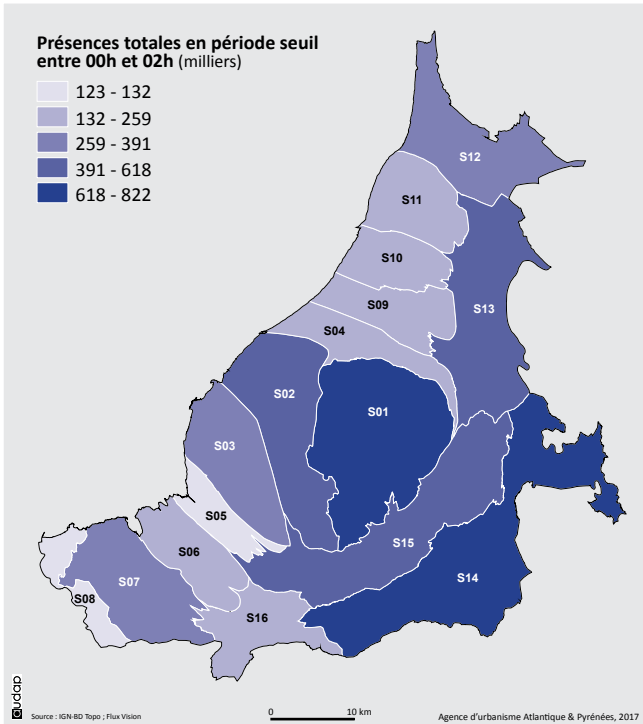 Présences totales en période seuil
entre 00h et 02h (milliers)
123 - 132
132 - 259
259 - 391
391 - 618
618 - 822
S12
S11
S10
S09
S13
S04
S02
S01
S03
S05
S15
S06
S14
S07
S08
S16
audap
Source : IGN-BD Topo ; Flux Vision
0 10 km
Agence d'urbanisme Atlantique & Pyrénées, 2017